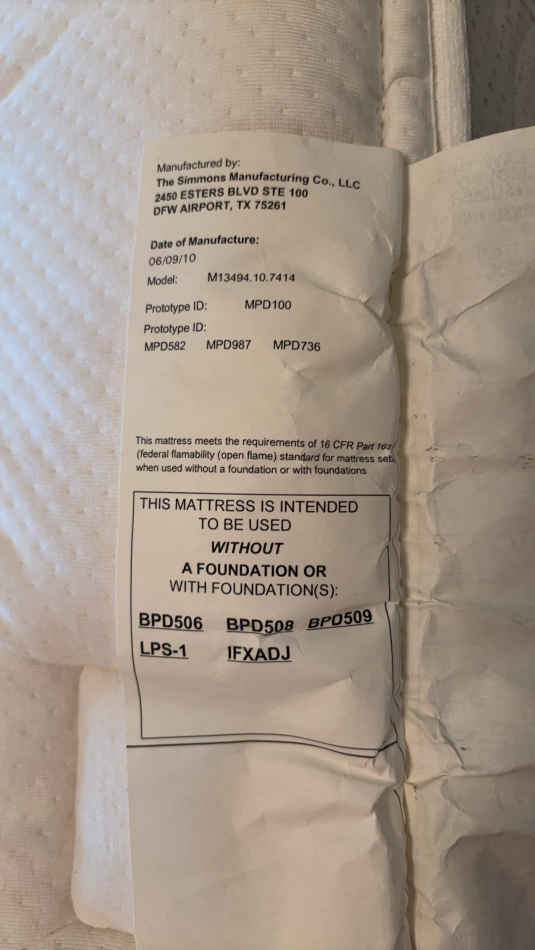 Manufactured by:
The Simmons Manufacturing Co., LLC
2450 ESTERS BLVD STE 100
DFW AIRPORT, TX 75261
Date of Manufacture:
06/09/10
Model: M13494.10.7414
Prototype ID: MPD100
Prototype ID:
MPD582 MPD987 MPD736
This mattress meets the requirements of 16 CFR Part 163
(federal flamability (open flame) standard for mattress set
when used without a foundation or with foundations
THIS MATTRESS IS INTENDED
TO BE USED
WITHOUT
A FOUNDATION OR
WITH FOUNDATION(S):
BPD506 BPD508 BPD509
LPS-1 IFXADJ